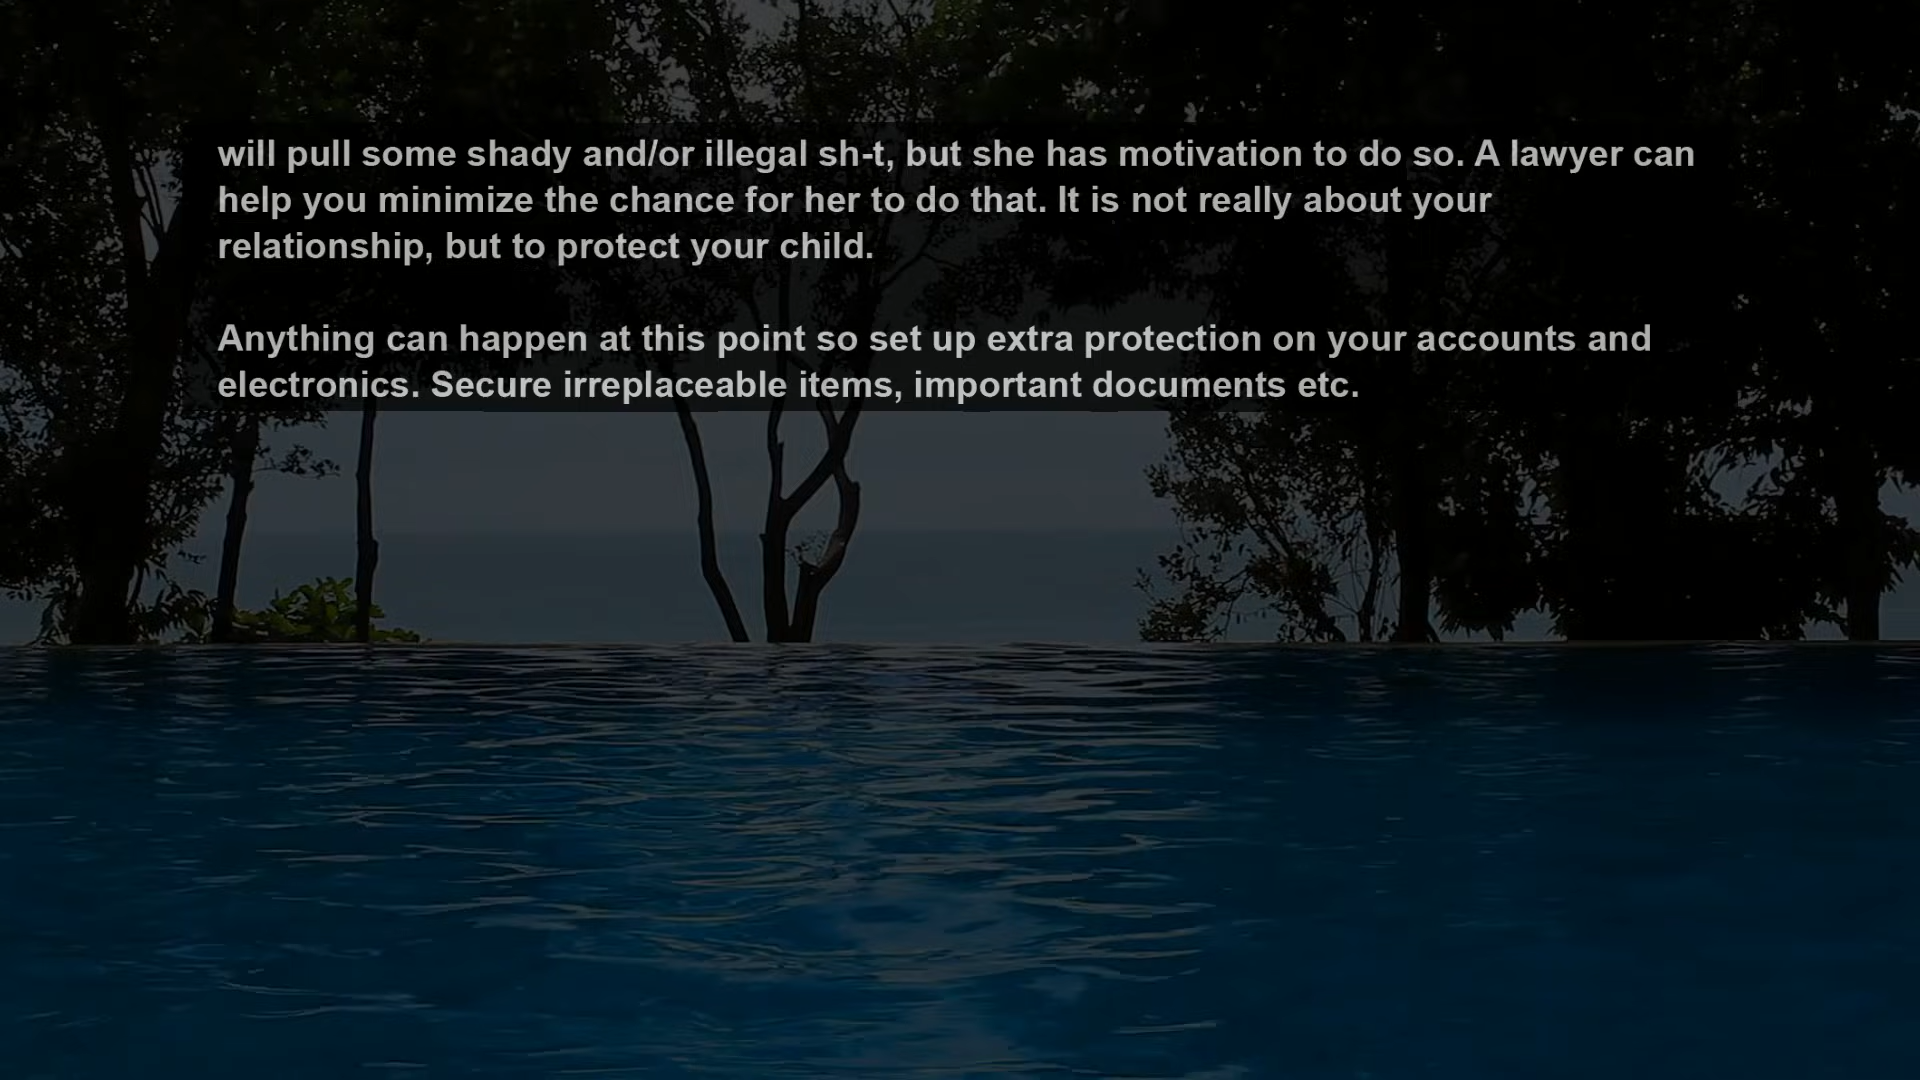 will pull some shady and/or illegal sh-t, but she has motivation to do so. A lawyer can
help you minimize the chance for her to do that. It is not really about your
relationship, but to protect your child.
Anything can happen at this point so set up extra protection on your accounts and
electronics. Secure irreplaceable items, important documents etc.